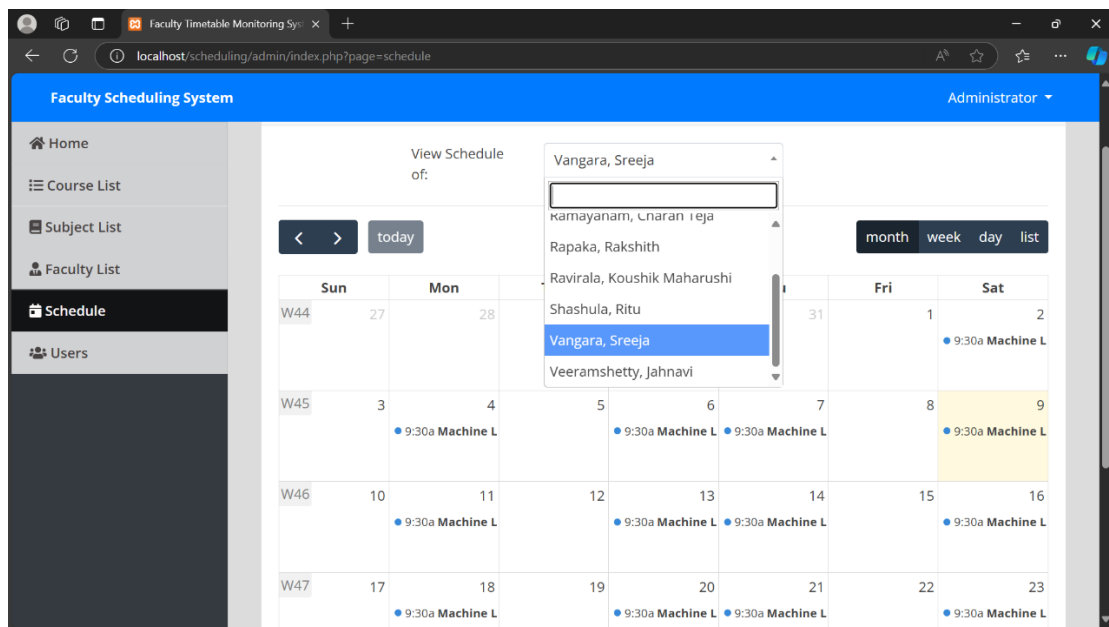 Faculty Timetable Monitoring Sys
localhost/scheduling/admin/index.php?page=schedule
Faculty Scheduling System
Administrator
Home
Course List
Subject List
Faculty List
Schedule
Users
View Schedule
of:
Vangara, Sreeja
Ramayanam, Charan Teja
Rapaka, Rakshith
Ravirala, Koushik Maharushi
Shashula, Ritu
Vangara, Sreeja
Veeramshetty, Jahnavi
today
month week day list
Sun Mon Fri Sat
W44 27 28 31 1 2
9:30a Machine L
W45 3 4 5 6 7 8 9
9:30a Machine L 9:30a Machine L 9:30a Machine L 9:30a Machine L
W46 10 11 12 13 14 15 16
9:30a Machine L 9:30a Machine L 9:30a Machine L 9:30a Machine L
W47 17 18 19 20 21 22 23
9:30a Machine L 9:30a Machine L 9:30a Machine L 9:30a Machine L